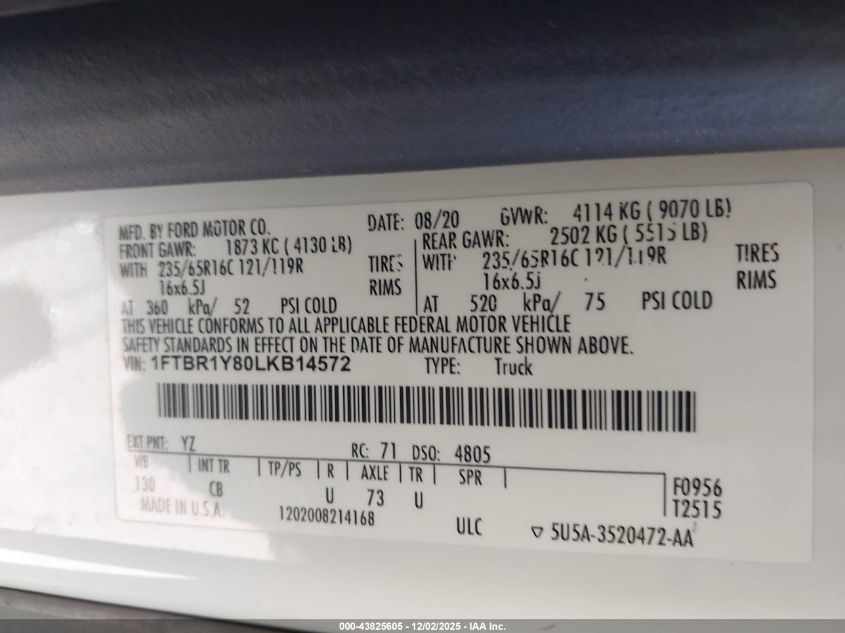 MFD. BY FORD MOTOR CO. DATE: 08/20 GVWR: 4114 KG ( 9070 LB)
FRONT GAWR: 1873 KG ( 4130 LB) REAR GAWR: 2502 KG ( 5515 LB)
WITH 235/65R16C 121/119R TIRES WITH 235/65R16C 121/119R TIRES
16x6.5J RIMS 16x6.5J RIMS
AT 360 kPa/ 52 PSI COLD AT 520 kPa/ 75 PSI COLD
THIS VEHICLE CONFORMS TO ALL APPLICABLE FEDERAL MOTOR VEHICLE
SAFETY STANDARDS IN EFFECT ON THE DATE OF MANUFACTURE SHOWN ABOVE.
VIN: 1FTBR1Y80LKB14572 TYPE: Truck
EXT PNT: YZ RC: 71 DSO: 4805
WB INT TR TP/PS R AXLE TR SPR
130 CB U 73 U
F0956
T2515
MADE IN U.S.A. 1202008214168 ULC ▽ 5U5A-3520472-AA
000-43825605 - 12/02/2025 - IAA Inc.